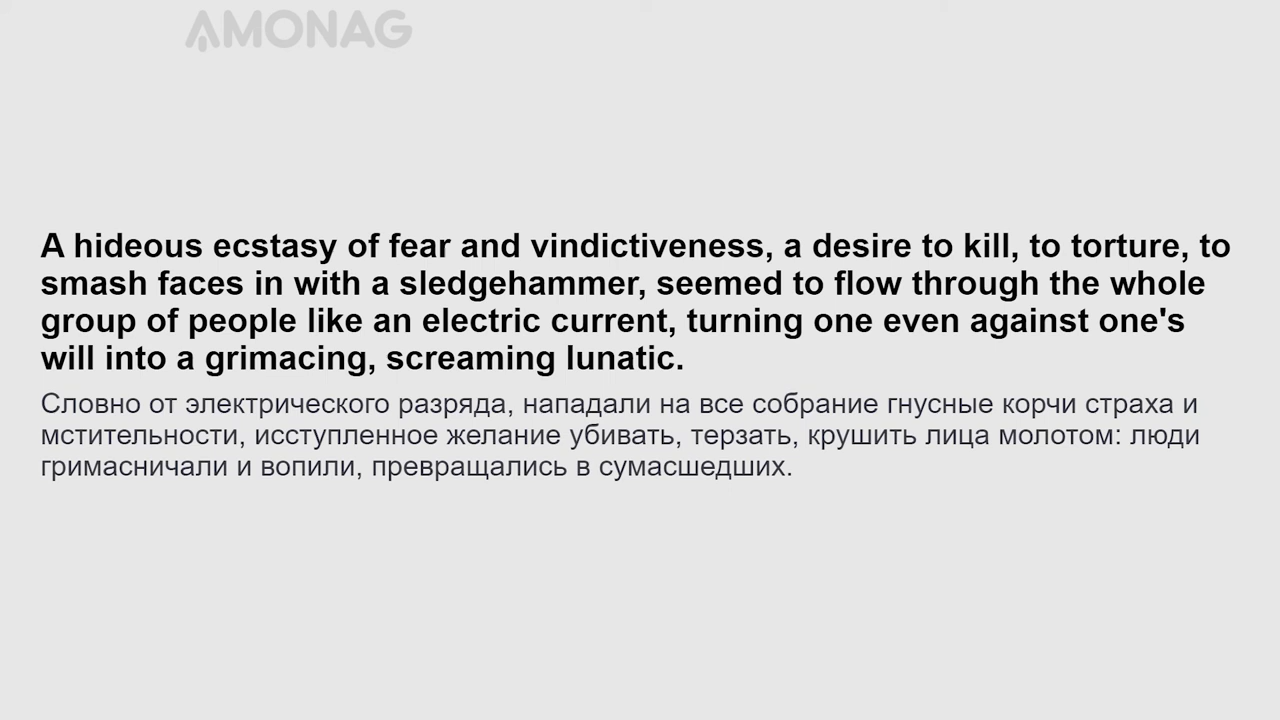 AMONAG
A hideous ecstasy of fear and vindictiveness, a desire to kill, to torture, to
smash faces in with a sledgehammer, seemed to flow through the whole
group of people like an electric current, turning one even against one's
will into a grimacing, screaming lunatic.
Словно от электрического разряда, нападали на все собрание гнусные корчи страха и
мстительности, исступленное желание убивать, терзать, крушить лица молотом: люди
гримасничали и вопили, превращались в сумасшедших.